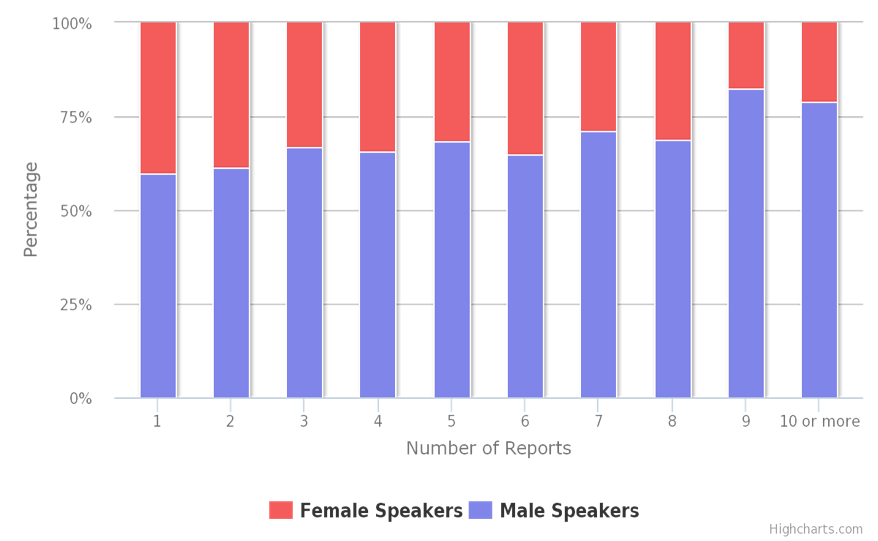 100%
75%
50%
25%
0%
Percentage
1 2 3 4 5 6 7 8 9 10 or more
Number of Reports
Female Speakers Male Speakers
Highcharts.com